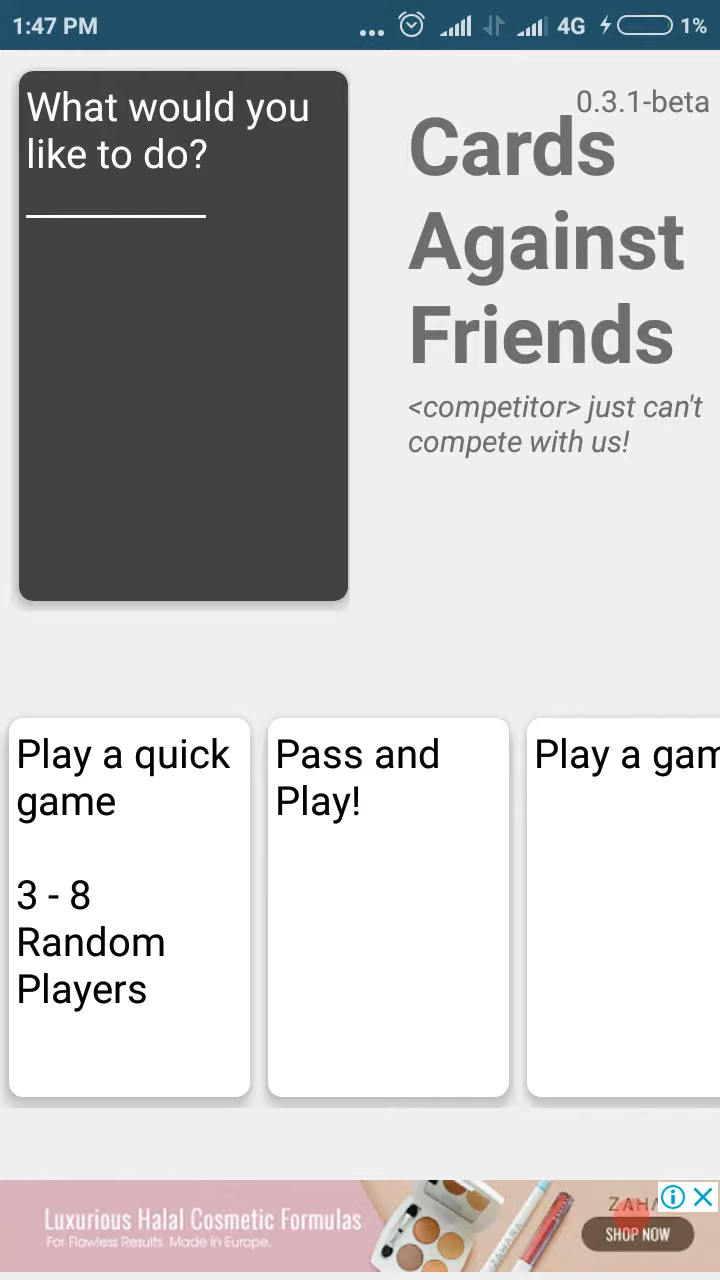 1:47 PM
4G
1%
What would you
like to do?
0.3.1-beta
Cards
Against
Friends
<competitor> just can't
compete with us!
Play a quick
game
3 - 8
Random
Players
Pass and
Play!
Play a gam
Luxurious Halal Cosmetic Formulas
For Flawless Results. Made in Europe.
ZAHA
SHOP NOW
ZAHARA